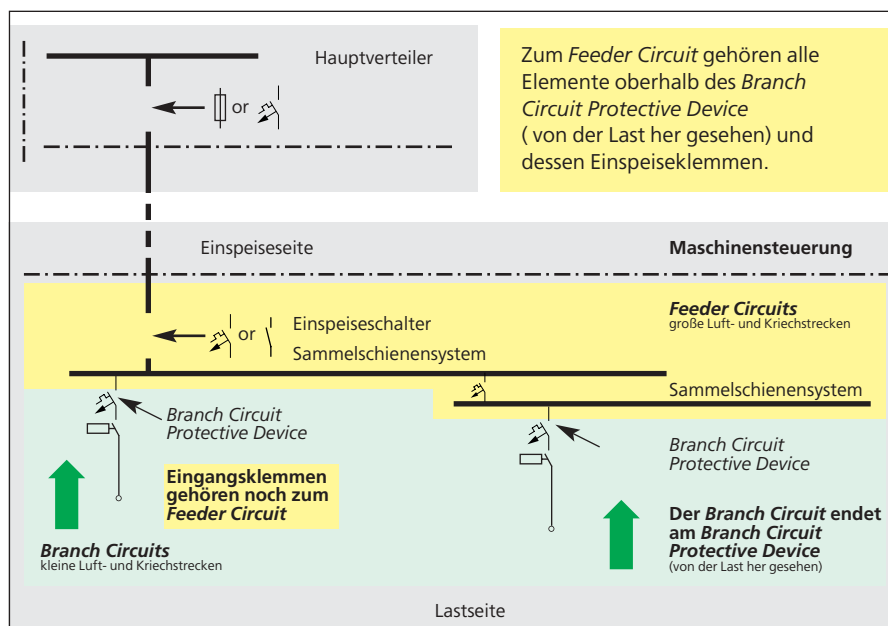 Hauptverteiler
or
Zum Feeder Circuit gehören alle
Elemente oberhalb des Branch
Circuit Protective Device
( von der Last her gesehen) und
dessen Einspeiseklemmen.
Einspeiseseite
Maschinensteuerung
Feeder Circuits
große Luft- und Kriechstrecken
or
Einspeiseschalter
Sammelschienensystem
Sammelschienensystem
Branch Circuit
Protective Device
Branch Circuit
Protective Device
Eingangsklemmen
gehören noch zum
Feeder Circuit
Branch Circuits
kleine Luft- und Kriechstrecken
Der Branch Circuit endet
am Branch Circuit
Protective Device
(von der Last her gesehen)
Lastseite